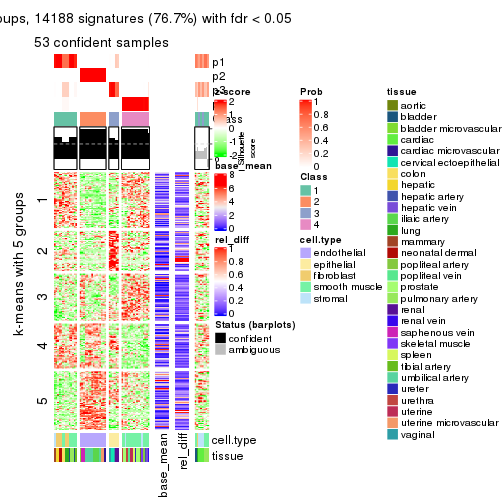 oups, 14188 signatures (76.7%) with fdr < 0.05
53 confident samples
p1
p2
p3
z-score
2
1
0
-1
-2
Silhouette
score
base_mean
8
6
4
2
0
rel_diff
1
0.8
0.6
0.4
0.2
0
Status (barplots)
confident
ambiguous
Prob
1
0.8
0.6
0.4
0.2
0
Class
1
2
3
4
cell.type
endothelial
epithelial
fibroblast
smooth muscle
stromal
tissue
aortic
bladder
bladder microvascular
cardiac
cardiac microvascular
cervical ectoepithelial
colon
hepatic
hepatic artery
hepatic vein
iliac artery
lung
mammary
neonatal dermal
popliteal artery
popliteal vein
prostate
pulmonary artery
renal
renal vein
saphenous vein
skeletal muscle
spleen
tibial artery
umbilical artery
ureter
urethra
uterine
uterine microvascular
vaginal
k-means with 5 groups
1
2
3
4
5
cell.type
tissue
base_mean
rel_diff